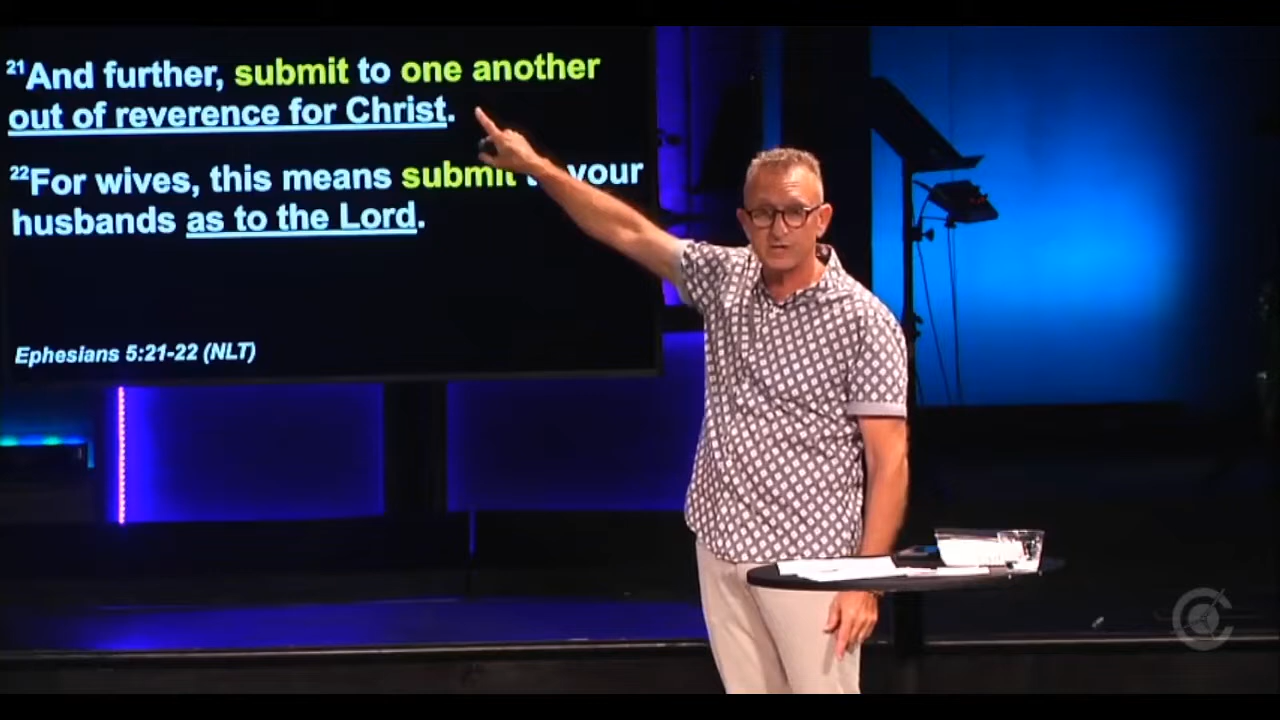 ²¹And further, submit to one another
out of reverence for Christ.
²²For wives, this means submit to your
husbands as to the Lord.
Ephesians 5:21-22 (NLT)